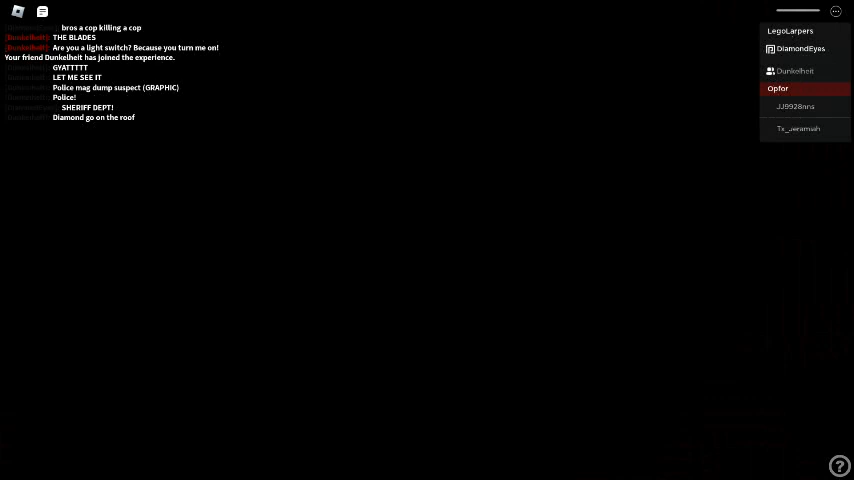 bros a cop killing a cop
[Dunkelheit]: THE BLADES
[Dunkelheit]: Are you a light switch? Because you turn me on!
Your friend Dunkelheit has joined the experience.
GYATTTTT
LET ME SEE IT
Police mag dump suspect (GRAPHIC)
Police!
SHERIFF DEPT!
Diamond go on the roof
LegoLarpers
DiamondEyes
Dunkelheit
Opfor
JJ9928nns
Tx_Jeramiah
?